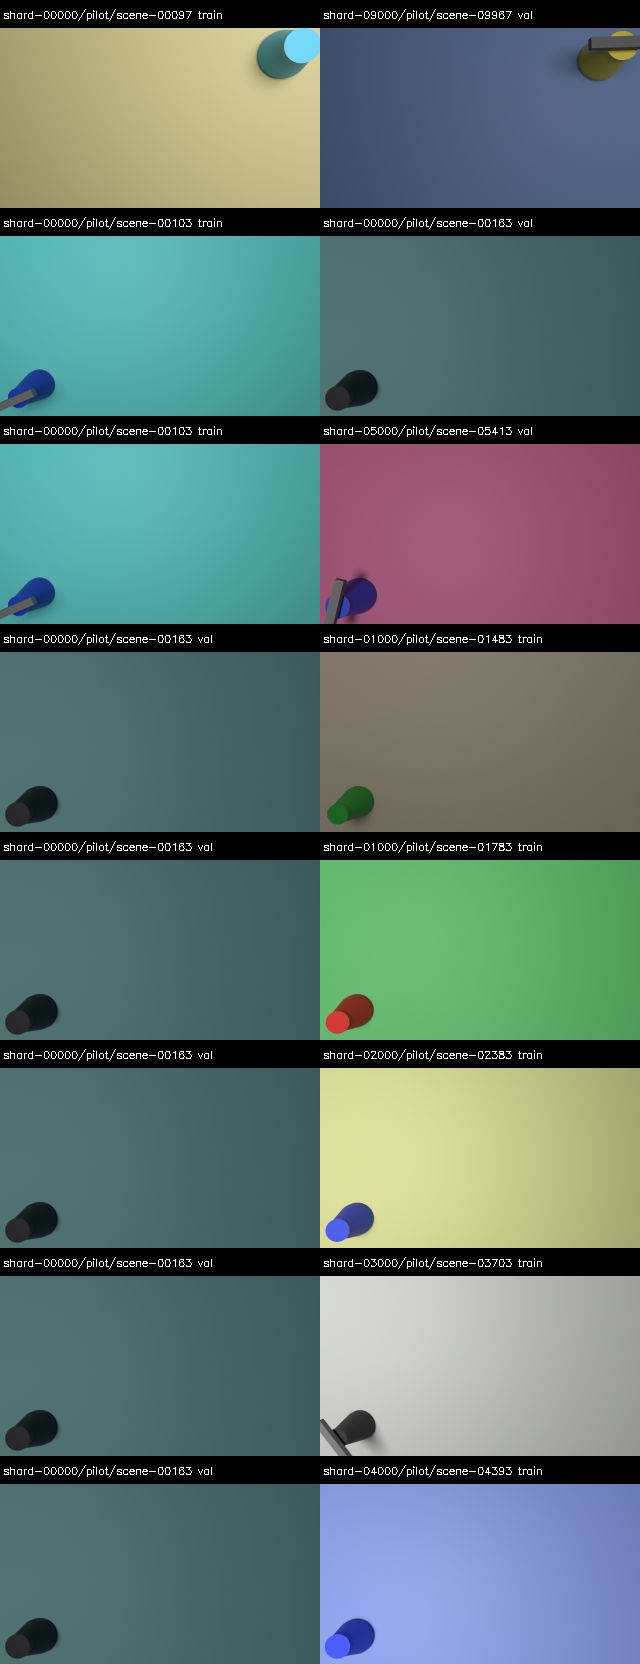 shard-00000/pilot/scene-00097 train
shard-09000/pilot/scene-09967 val
shard-00000/pilot/scene-00103 train
shard-00000/pilot/scene-00163 val
shard-00000/pilot/scene-00103 train
shard-05000/pilot/scene-05413 val
shard-00000/pilot/scene-00163 val
shard-01000/pilot/scene-01483 train
shard-00000/pilot/scene-00163 val
shard-01000/pilot/scene-01783 train
shard-00000/pilot/scene-00163 val
shard-02000/pilot/scene-02383 train
shard-00000/pilot/scene-00163 val
shard-03000/pilot/scene-03703 train
shard-00000/pilot/scene-00163 val
shard-04000/pilot/scene-04393 train